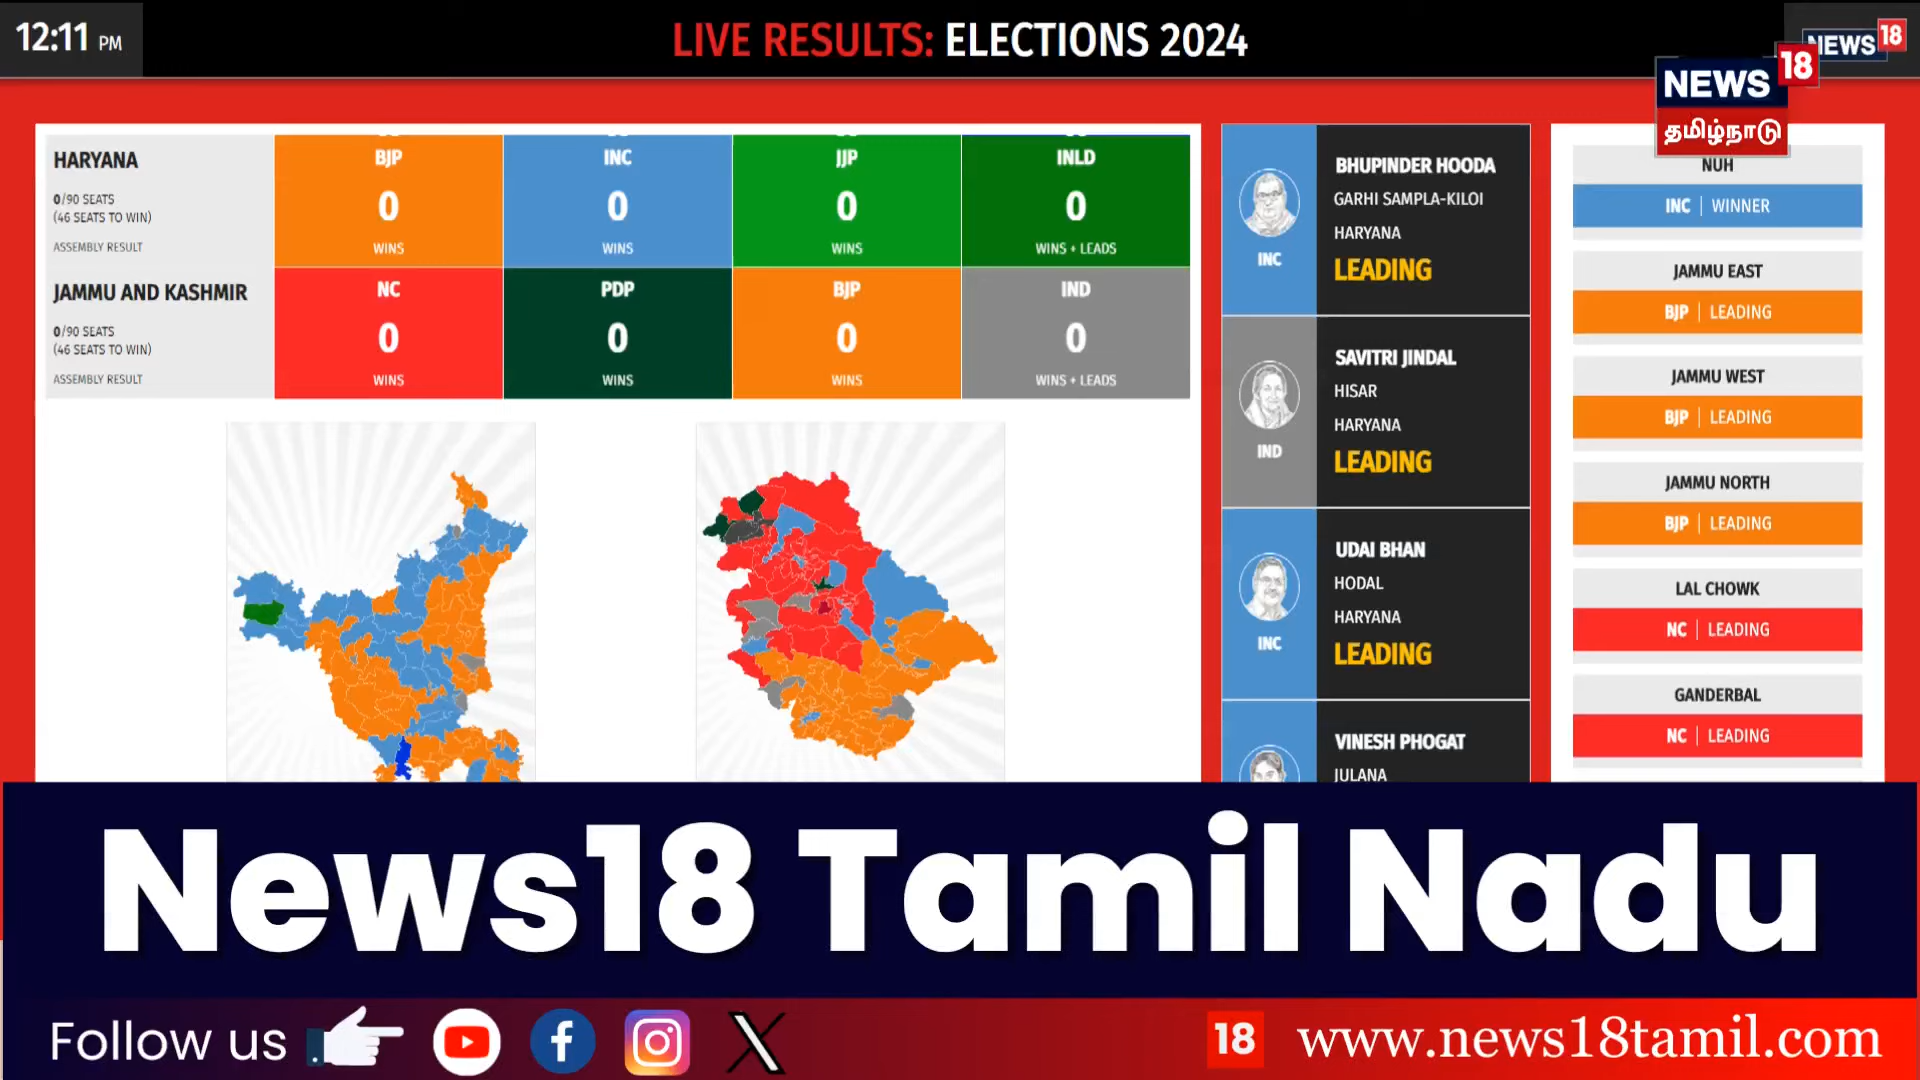 12:11 PM
LIVE RESULTS: ELECTIONS 2024
NEWS 18
NEWS 18
தமிழ்நாடு
HARYANA
0/90 SEATS
(46 SEATS TO WIN)
ASSEMBLY RESULT
BJP
0
WINS
INC
0
WINS
JJP
0
WINS
INLD
0
WINS + LEADS
JAMMU AND KASHMIR
0/90 SEATS
(46 SEATS TO WIN)
ASSEMBLY RESULT
NC
0
WINS
PDP
0
WINS
BJP
0
WINS
IND
0
WINS + LEADS
BHUPINDER HOODA
GARHI SAMPLA-KILOI
HARYANA
LEADING
INC
SAVITRI JINDAL
HISAR
HARYANA
LEADING
IND
UDAI BHAN
HODAL
HARYANA
LEADING
INC
VINESH PHOGAT
JULANA
NUH
INC | WINNER
JAMMU EAST
BJP | LEADING
JAMMU WEST
BJP | LEADING
JAMMU NORTH
BJP | LEADING
LAL CHOWK
NC | LEADING
GANDERBAL
NC | LEADING
News18 Tamil Nadu
Follow us
18 www.news18tamil.com